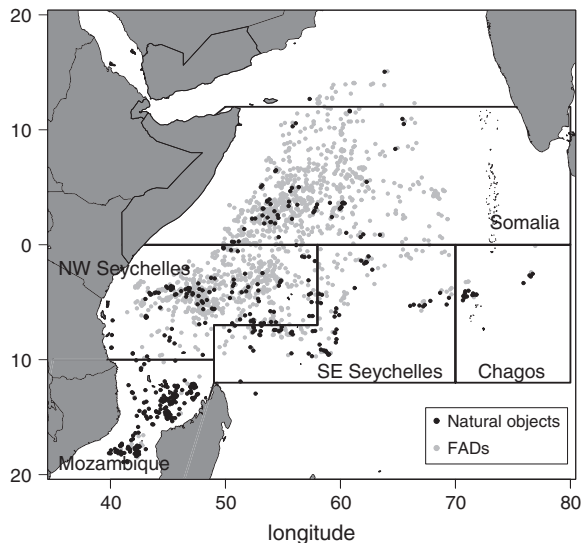 20
10
Somalia
0
NW Seychelles
10
SE Seychelles
Chagos
Natural objects
FADs
Mozambique
20
40
50
60
70
80
longitude